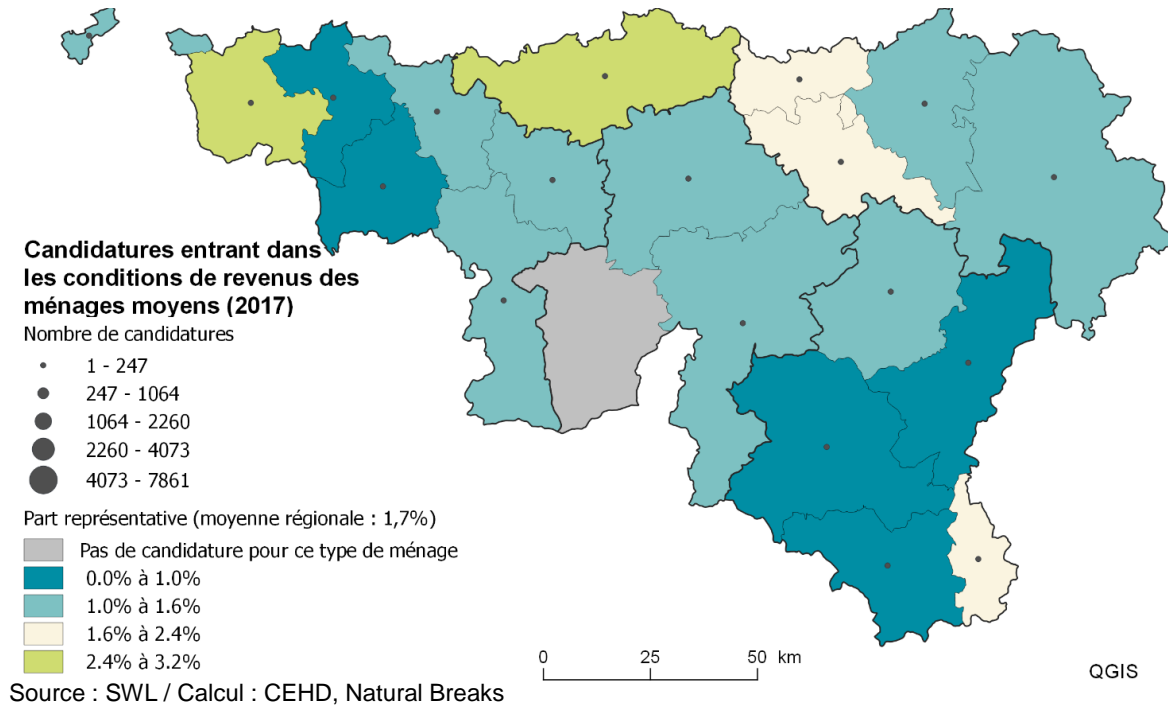 Candidatures entrant dans
les conditions de revenus des
ménages moyens (2017)
Nombre de candidatures
1 - 247
247 - 1064
1064 - 2260
2260 - 4073
4073 - 7861
Part représentative (moyenne régionale : 1,7%)
Pas de candidature pour ce type de ménage
0.0% à 1.0%
1.0% à 1.6%
1.6% à 2.4%
2.4% à 3.2%
0 25 50 km
QGIS
Source : SWL / Calcul : CEHD, Natural Breaks